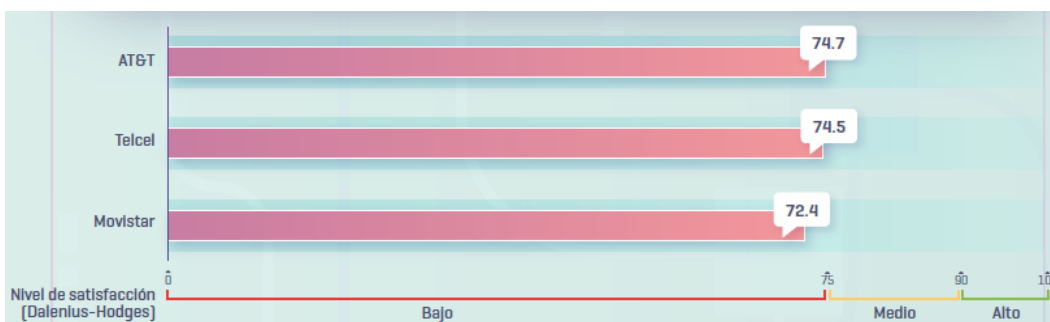 AT&T
74.7
Telcel
74.5
Movistar
72.4
0
75
90
Nivel de satisfacción
(Dalenius-Hodges)
Bajo
Medio
Alto